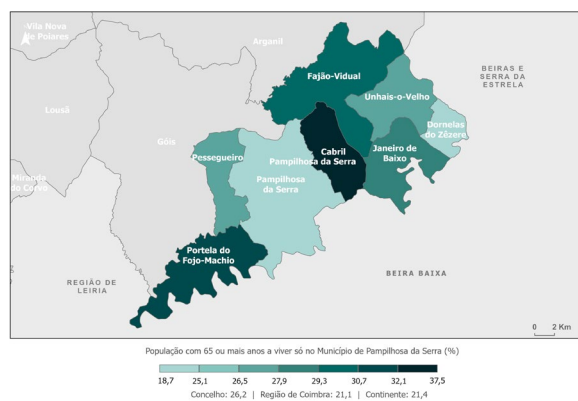 Vila Nova
de Poiares
Arganil
BEIRAS E
SERRA DA
ESTRELA
Fajão-Vidual
Unhais-o-Velho
Lousã
Dornelas
do Zêzere
Góis
Cabril
Janeiro de
Baixo
Pessegueiro
Pampilhosa da Serra
Pampilhosa
da Serra
Miranda
do Corvo
Portela do
Fojo-Machio
BEIRA BAIXA
REGIÃO DE
LEIRIA
0 2 Km
População com 65 ou mais anos a viver só no Município de Pampilhosa da Serra (%)
18,7 25,1 26,5 27,9 29,3 30,7 32,1 37,5
Concelho: 26,2 | Região de Coimbra: 21,1 | Continente: 21,4